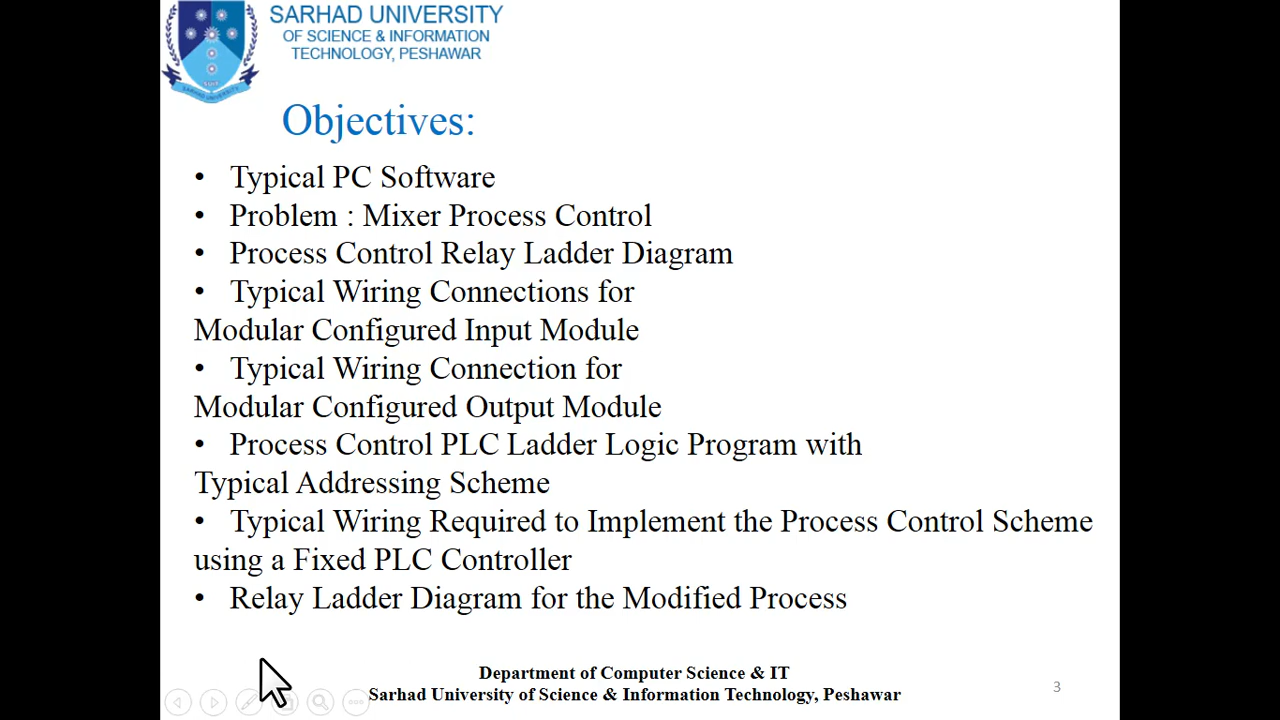 SARHAD UNIVERSITY
OF SCIENCE & INFORMATION
TECHNOLOGY, PESHAWAR
Objectives:
• Typical PC Software
• Problem : Mixer Process Control
• Process Control Relay Ladder Diagram
• Typical Wiring Connections for
Modular Configured Input Module
• Typical Wiring Connection for
Modular Configured Output Module
• Process Control PLC Ladder Logic Program with
Typical Addressing Scheme
• Typical Wiring Required to Implement the Process Control Scheme
using a Fixed PLC Controller
• Relay Ladder Diagram for the Modified Process
Department of Computer Science & IT
Sarhad University of Science & Information Technology, Peshawar
3